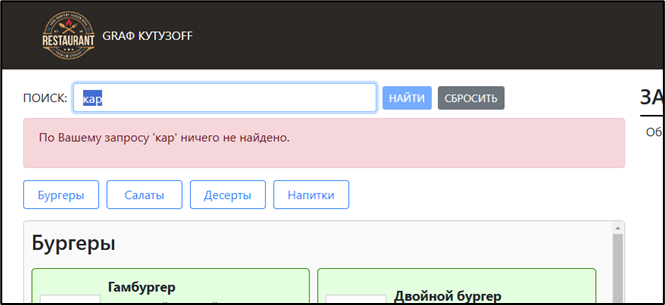 RESTAURANT
GRAФ КУТУЗОFF
ПОИСК:
кар
НАЙТИ
СБРОСИТЬ
ЗА
Об
По Вашему запросу 'кар' ничего не найдено.
Бургеры
Салаты
Десерты
Напитки
Бургеры
Гамбургер
Двойной бургер